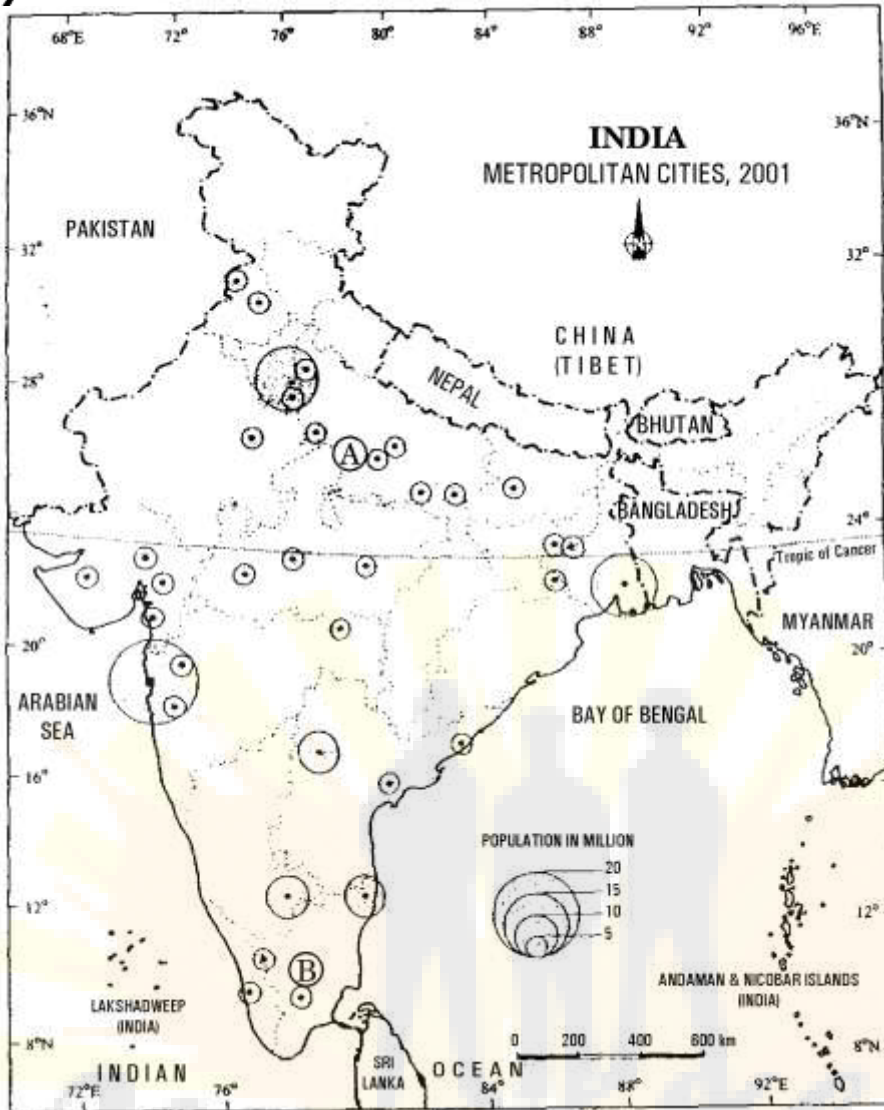 68°E 72° 76° 80° 84° 88° 92° 96°E
36°N 36°N
INDIA
METROPOLITAN CITIES, 2001
N
PAKISTAN
32° 32°
CHINA
(TIBET)
28°
NEPAL
BHUTAN
A
BANGLADESH
24°
Tropic of Cancer
MYANMAR
20° 20°
ARABIAN
SEA
BAY OF BENGAL
16° 16°
POPULATION IN MILLION
20
15
10
5
12° 12°
B
ANDAMAN & NICOBAR ISLANDS
(INDIA)
LAKSHADWEEP
(INDIA)
0 200 400 600 km
8°N 8°N
INDIAN OCEAN
SRI
LANKA
72°E 76° 84° 88° 92°E